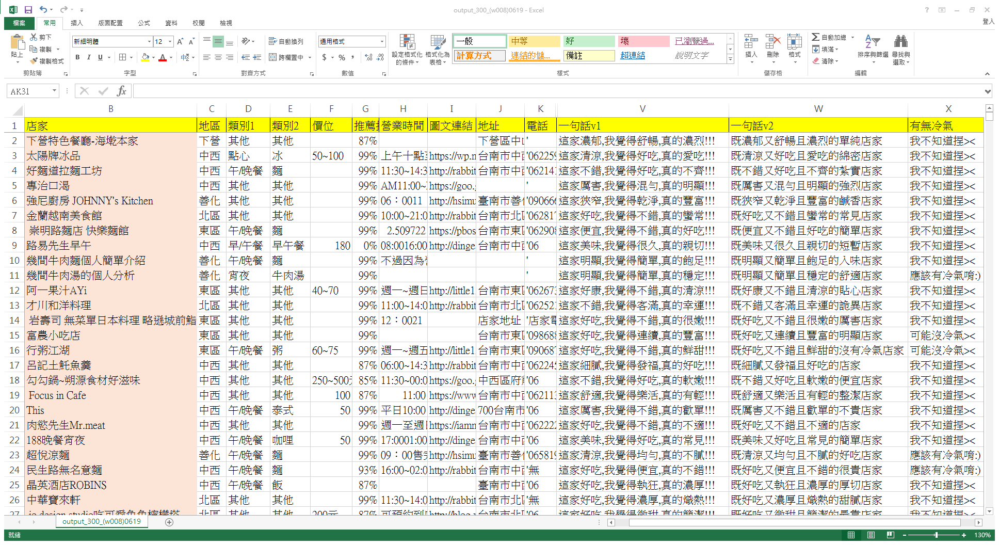 output_300_(w008)0619 - Excel
登入
檔案 常用 插入 版面配置 公式 資料 校閱 檢視
貼上 剪下 複製 複製格式 剪貼簿
新細明體 12 B I U A 字型
自動換列 跨欄置中 對齊方式
通用格式 $ % , 數值
設定格式化的條件 格式化為表格
一般 中等 好 壞 已瀏覽過...
計算方式 連結的儲... 備註 超連結 說明文字
樣式
插入 刪除 格式 儲存格
自動加總 填滿 清除 排序與篩選 尋找與選取 編輯
AK31 fx
B C D E F G H I J K V W X
1 店家 地區 類別1 類別2 價位 推薦 營業時間 圖文連結 地址 電話 一句話v1 一句話v2 有無冷氣
2 下營特色餐廳-海墘本家 下營 其他 其他 87% 下營區中 ' 這家濃郁,我覺得舒暢,真的濃烈!!! 既濃郁又舒暢且濃烈的單純店家 我不知道捏><
3 太陽牌冰品 中西 點心 冰 50~100 99% 上午十點 https://wp.n 台南市中西 '062259 這家清涼,我覺得好吃,真的愛吃!!! 既清涼又好吃且愛吃的綿密店家 我不知道捏><
4 好麵道拉麵工坊 中西 午/晚餐 麵 99% 11:30~14:3 http://rabbit 台南市中西 '062141 這家不錯,我覺得好吃,真的不齊!!! 既不錯又好吃且不齊的紮實店家 我不知道捏><
5 專治口渴 中西 其他 其他 99% AM11:00~ https://goo.g ' 這家厲害,我覺得混勻,真的明顯!!! 既厲害又混勻且明顯的強烈店家 我不知道捏><
6 強尼廚房 JOHNNY's Kitchen 善化 其他 其他 99% 06：0011 http://hsimu 臺南市善化 '090666 這家狹窄,我覺得乾淨,真的豐富!!! 既狹窄又乾淨且豐富的鹹香店家 我不知道捏><
7 金蘭越南美食館 北區 其他 其他 99% 10:00~21:0 http://rabbit 台南市北區 '062817 這家好吃,我覺得不錯,真的蠻常!!! 既好吃又不錯且蠻常的常見店家 我不知道捏><
8 崇明路麵店 快樂麵館 東區 午/晚餐 麵 99% 2.509722 https://pbos 台南市東區 '062908 這家便宜,我覺得不錯,真的好吃!!! 既便宜又不錯且好吃的簡單店家 我不知道捏><
9 路易先生早午 中西 早/午餐 早午餐 180 0% 08:0016:00 http://dinge 台南市中西 '06 這家美味,我覺得很久,真的親切!!! 既美味又很久且親切的短暫店家 我不知道捏><
10 幾間牛肉麵個人簡單介紹 善化 午/晚餐 麵 99% 不過因為 ' 這家明顯,我覺得簡單,真的飽足!!! 既明顯又簡單且飽足的入味店家 我不知道捏><
11 幾間牛肉湯的個人分析 善化 宵夜 牛肉湯 99% ' 這家明顯,我覺得簡單,真的穩定!!! 既明顯又簡單且穩定的舒適店家 應該有冷氣唷:)
12 阿一果汁AYi 東區 其他 其他 40~70 99% 週一~週日 http://little1 台南市東區 '062673 這家好康,我覺得不錯,真的清涼!!! 既好康又不錯且清涼的貼心店家 我不知道捏><
13 才川和洋料理 北區 其他 其他 99% 11:00~14:0 http://rabbit 台南市北區 '062521 這家不錯,我覺得客滿,真的幸運!!! 既不錯又客滿且幸運的詭異店家 我不知道捏><
14 岩壽司 無菜單日本料理 略遜城前鮨 東區 其他 其他 99% 12：0021 店家地址 '店家電 這家好吃,我覺得不錯,真的很嫩!!! 既好吃又不錯且很嫩的厲害店家 我不知道捏><
15 富農小吃店 東區 其他 其他 99% 台南市東區 '098688 這家好吃,我覺得連續,真的豐富!!! 既好吃又連續且豐富的明顯店家 可能沒冷氣><
16 行粥江湖 東區 午/晚餐 粥 60~75 99% 週一~週五 http://little1 台南市東區 '090687 這家好吃,我覺得不錯,真的鮮甜!!! 既好吃又不錯且鮮甜的沒有冷氣店家 可能沒冷氣><
17 呂記土魠魚羹 中西 其他 其他 87% 06:00~14:3 http://rabbit 台南市中西 '062245 這家細膩,我覺得發福,真的好吃!!! 既細膩又發福且好吃的店家 我不知道捏><
18 勾勾鍋~朔源食材好滋味 中西 其他 其他 250~500元 85% 11:30~00:0 https://goo.g 中西區府前 '06 這家不錯,我覺得好吃,真的軟嫩!!! 既不錯又好吃且軟嫩的便宜店家 我不知道捏><
19 Focus in Cafe 中西 其他 其他 100 87% 11:00 https://www 台南市中西 '062113 這家舒適,我覺得樂活,真的有輕!!! 既舒適又樂活且有輕的整潔店家 我不知道捏><
20 This 中西 午/晚餐 泰式 50 99% 平日10:00 http://dinge 700台南市 '06 這家厲害,我覺得不錯,真的歡單!!! 既厲害又不錯且歡單的不貴店家 我不知道捏><
21 肉慾先生Mr.meat 中西 其他 其他 99% 週一至週日 https://iamn 台南市中西 '062222 這家好吃,我覺得不錯,真的不適!!! 既好吃又不錯且不適的店家 我不知道捏><
22 188晚餐宵夜 中西 午/晚餐 咖哩 50 99% 17:0001:00 http://dinge 台南市中西 '06 這家美味,我覺得好吃,真的常見!!! 既美味又好吃且常見的簡單店家 我不知道捏><
23 超悅涼麵 善化 午/晚餐 麵 99% 09：00售完 http://hsimu 臺南市善化 '065819 這家清涼,我覺得均勻,真的不膩!!! 既清涼又均勻且不膩的好吃店家 應該有冷氣唷:)
24 民生路無名意麵 中西 午/晚餐 麵 93% 16:00~02:0 http://rabbit 台南市中西 '無 這家好吃,我覺得便宜,真的不錯!!! 既好吃又便宜且不錯的很貴店家 應該有冷氣唷:)
25 晶英酒店ROBINS 中西 午/晚餐 飯 87% 臺南市中西 '06 這家好吃,我覺得執狂,真的濃厚!!! 既好吃又執狂且濃厚的厚切店家 我不知道捏><
26 中華寶來軒 北區 其他 其他 99% 11:30~14:0 http://rabbit 台南市北區 '無 這家好吃,我覺得濃厚,真的熾熱!!! 既好吃又濃厚且熾熱的甜膩店家 我不知道捏><
output_300_(w008)0619
就緒 130%